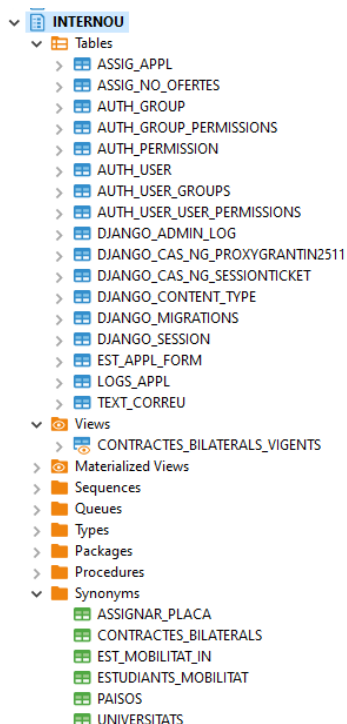 INTERNOU
Tables
ASSIG_APPL
ASSIG_NO_OFERTES
AUTH_GROUP
AUTH_GROUP_PERMISSIONS
AUTH_PERMISSION
AUTH_USER
AUTH_USER_GROUPS
AUTH_USER_USER_PERMISSIONS
DJANGO_ADMIN_LOG
DJANGO_CAS_NG_PROXYGRANTIN2511
DJANGO_CAS_NG_SESSIONTICKET
DJANGO_CONTENT_TYPE
DJANGO_MIGRATIONS
DJANGO_SESSION
EST_APPL_FORM
LOGS_APPL
TEXT_CORREU
Views
CONTRACTES_BILATERALS_VIGENTS
Materialized Views
Sequences
Queues
Types
Packages
Procedures
Synonyms
ASSIGNAR_PLACA
CONTRACTES_BILATERALS
EST_MOBILITAT_IN
ESTUDIANTS_MOBILITAT
PAISOS
UNIVERSITATS